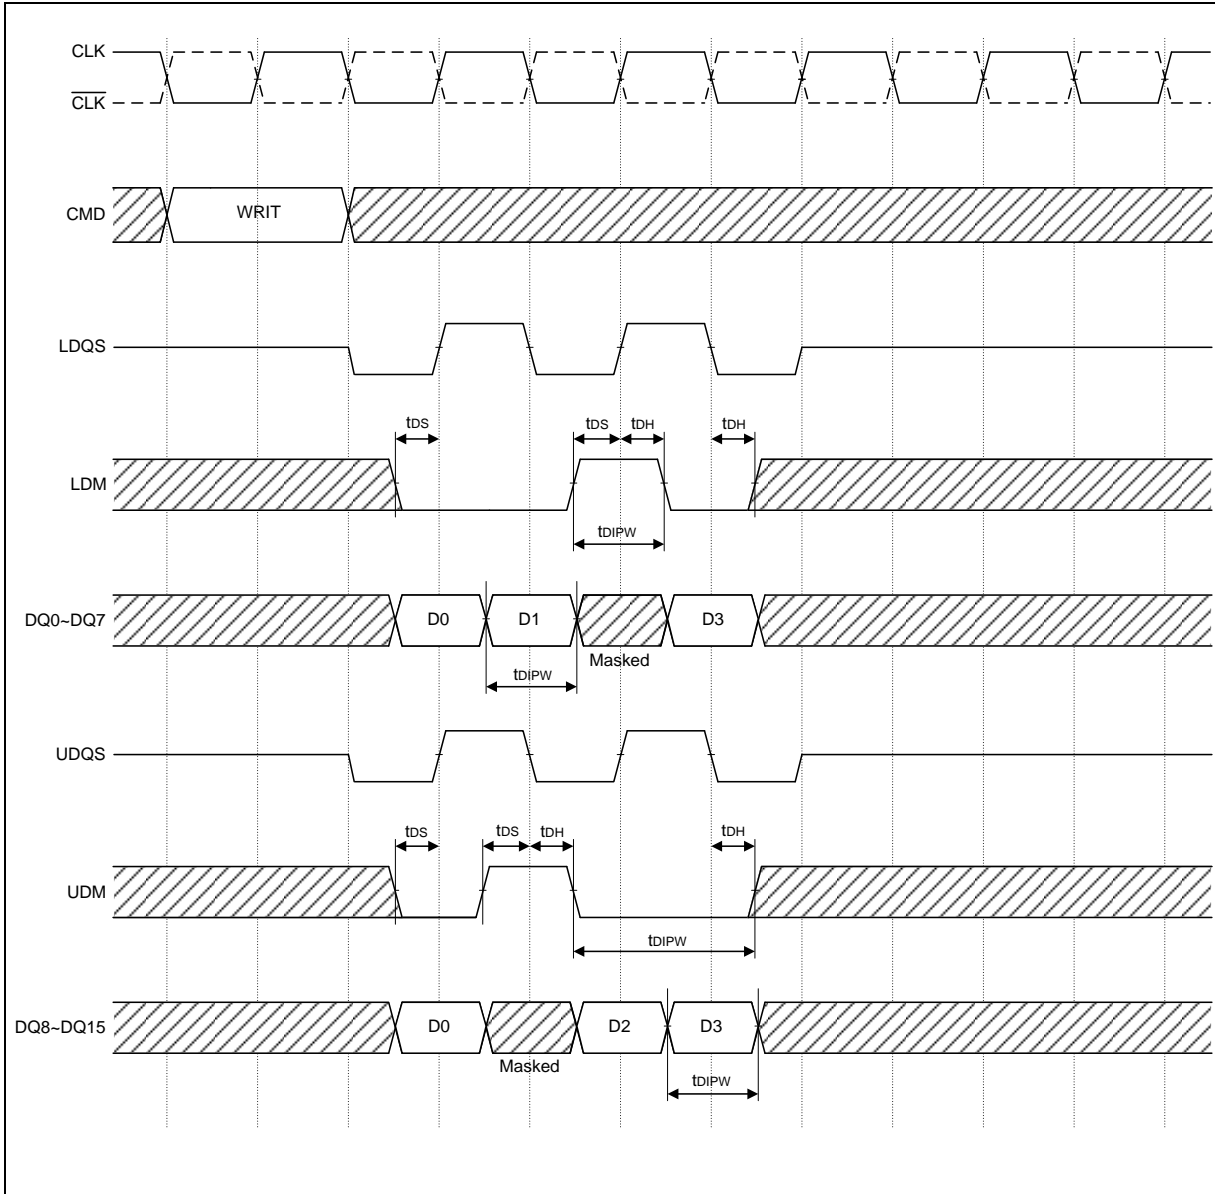 CLK
CLK
CMD
WRIT
LDQS
tDS
tDS
tDH
tDH
LDM
tDIPW
DQ0~DQ7
D0
D1
D3
Masked
tDIPW
UDQS
tDS
tDS
tDH
tDH
UDM
tDIPW
DQ8~DQ15
D0
D2
D3
Masked
tDIPW